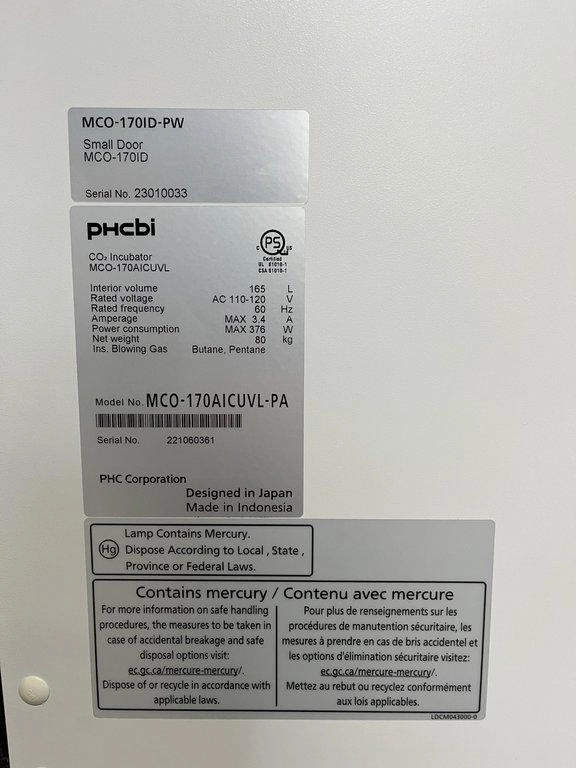 MCO-170ID-PW
Small Door
MCO-170ID
Serial No. 23010033
PHCbi
CO₂ Incubator
MCO-170AICUVL
C PS US
Certified
UL 61010-1
CSA 61010-1
Interior volume 165 L
Rated voltage AC 110-120 V
Rated frequency 60 Hz
Amperage MAX 3.4 A
Power consumption MAX 376 W
Net weight 80 kg
Ins. Blowing Gas Butane, Pentane
Model No. MCO-170AICUVL-PA
Serial No. 221060361
PHC Corporation
Designed in Japan
Made in Indonesia
Hg
Lamp Contains Mercury.
Dispose According to Local , State ,
Province or Federal Laws.
Contains mercury / Contenu avec mercure
For more information on safe handling
procedures, the measures to be taken in
case of accidental breakage and safe
disposal options visit:
ec.gc.ca/mercure-mercury/.
Dispose of or recycle in accordance with
applicable laws.
Pour plus de renseignements sur les
procédures de manutention sécuritaire, les
mesures à prendre en cas de bris accidentel et
les options d'élimination sécuritaire visitez:
ec.gc.ca/mercure-mercury/.
Mettez au rebut ou recyclez conformément
aux lois applicables.
LDCM043000-0